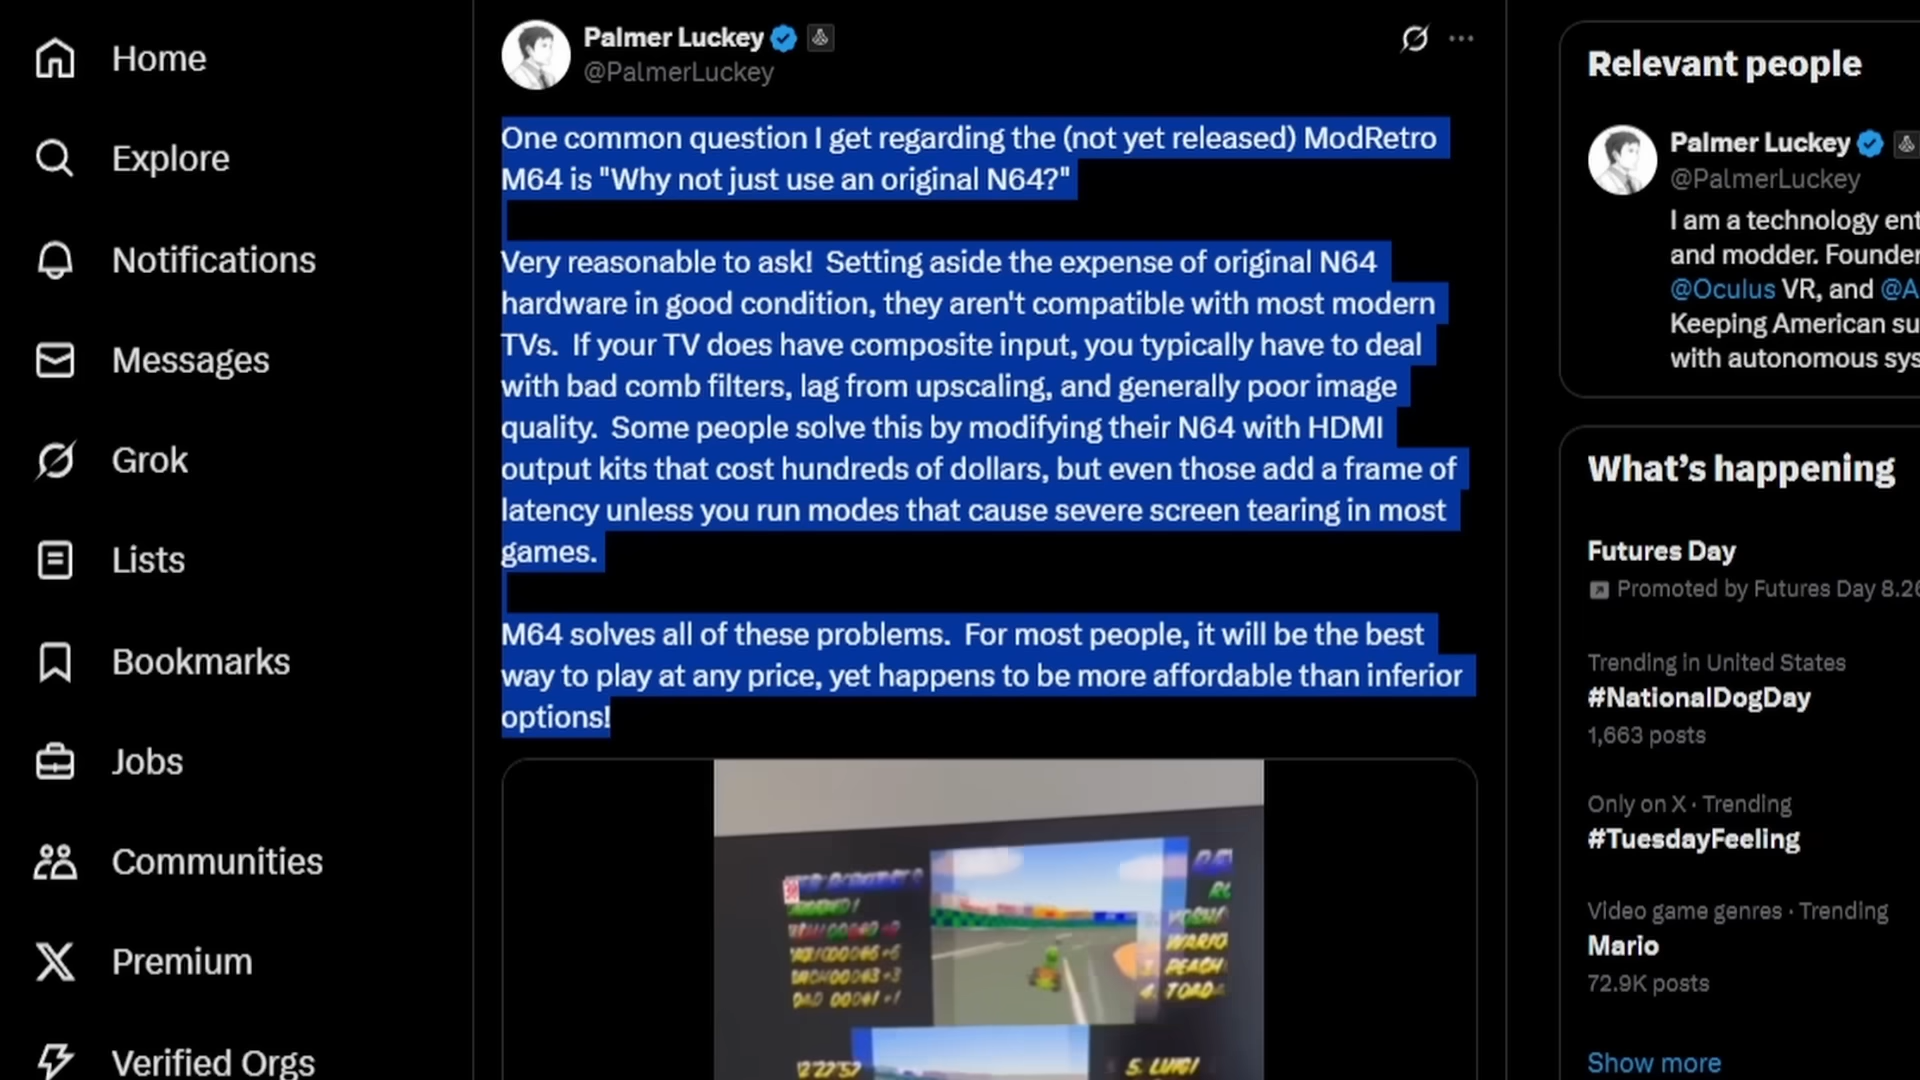 Home
Explore
Notifications
Messages
Grok
Lists
Bookmarks
Jobs
Communities
Premium
Verified Orgs
Palmer Luckey
@PalmerLuckey
One common question I get regarding the (not yet released) ModRetro
M64 is "Why not just use an original N64?"
Very reasonable to ask!  Setting aside the expense of original N64
hardware in good condition, they aren't compatible with most modern
TVs.  If your TV does have composite input, you typically have to deal
with bad comb filters, lag from upscaling, and generally poor image
quality.  Some people solve this by modifying their N64 with HDMI
output kits that cost hundreds of dollars, but even those add a frame of
latency unless you run modes that cause severe screen tearing in most
games.
M64 solves all of these problems.  For most people, it will be the best
way to play at any price, yet happens to be more affordable than inferior
options!
YOSHI
WARIO
3. PEACH
4. TOAD
5. LUIGI
Relevant people
Palmer Luckey
@PalmerLuckey
I am a technology ent
and modder. Founder
@Oculus VR, and @A
Keeping American su
with autonomous sys
What's happening
Futures Day
Promoted by Futures Day 8.26
Trending in United States
#NationalDogDay
1,663 posts
Only on X · Trending
#TuesdayFeeling
Video game genres · Trending
Mario
72.9K posts
Show more